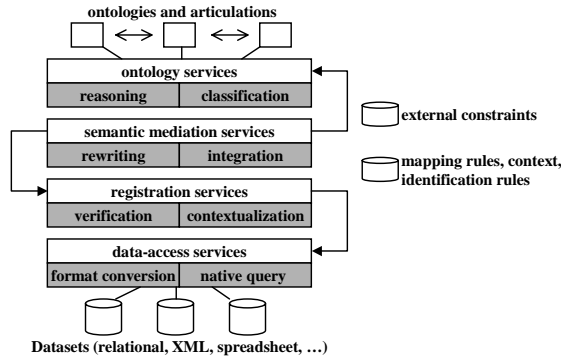 ontologies and articulations
ontology services
reasoning classification
external constraints
semantic mediation services
rewriting integration
mapping rules, context,
identification rules
registration services
verification contextualization
data-access services
format conversion native query
Datasets (relational, XML, spreadsheet, …)